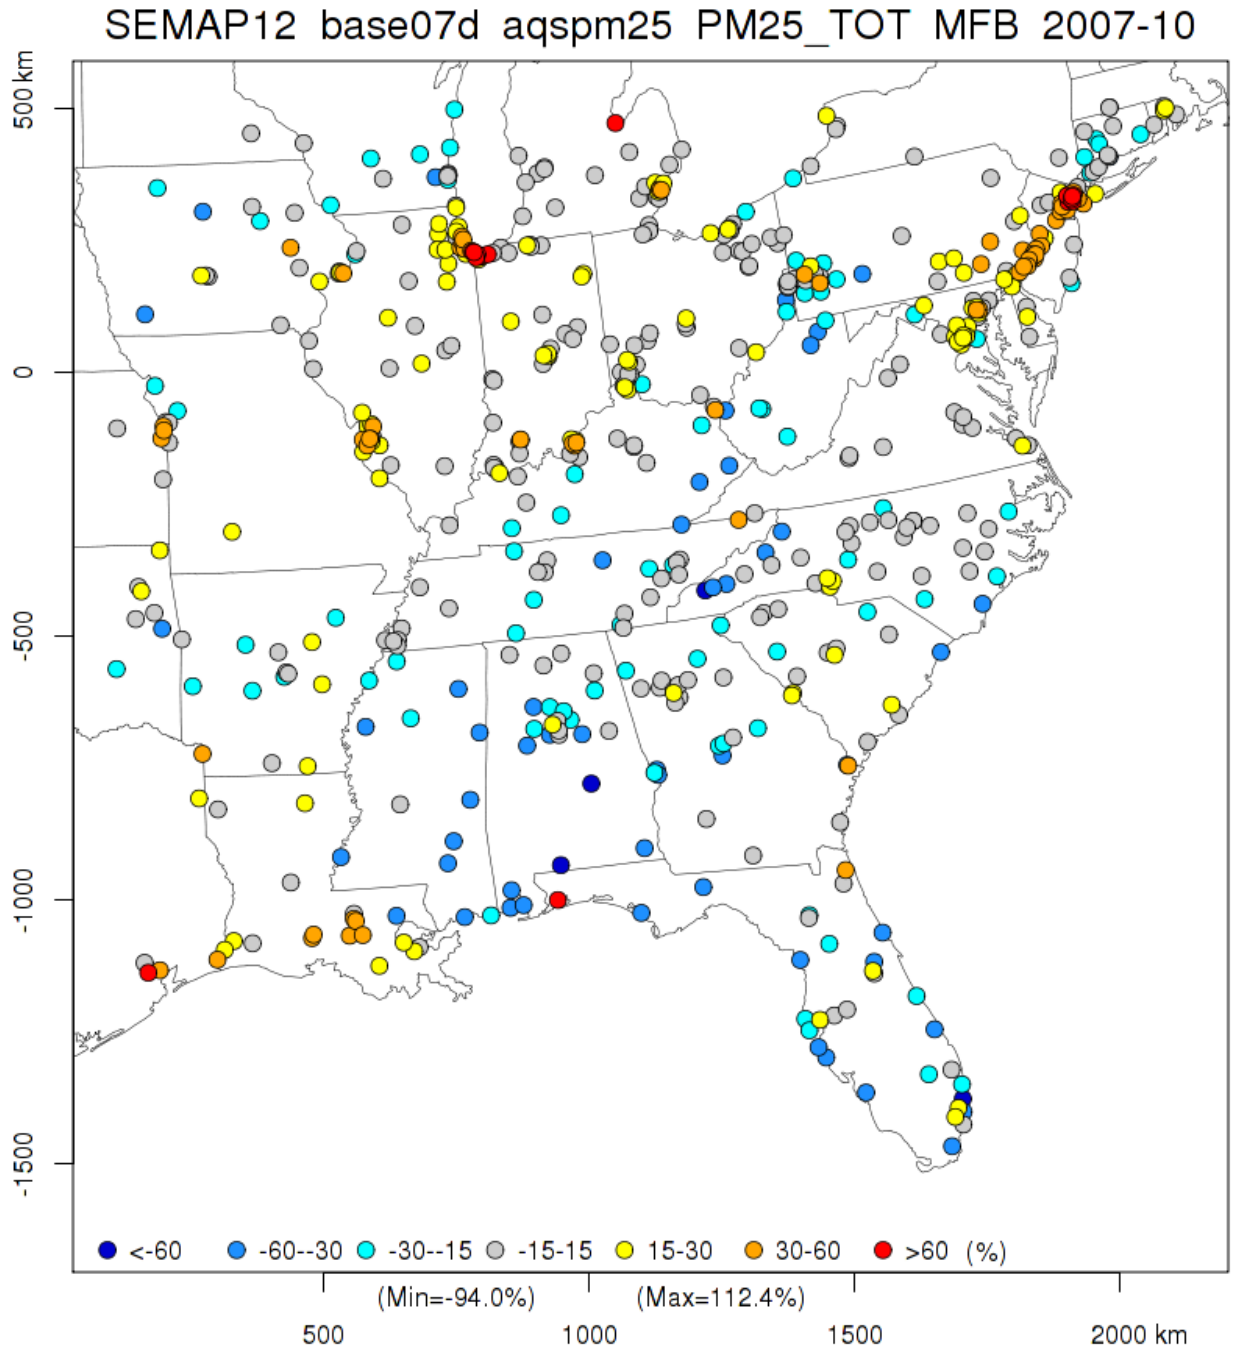 SEMAP12 base07d aqspm25 PM25_TOT MFB 2007-10
500 km
0
-500
-1000
-1500
<-60 -60--30 -30--15 -15-15 15-30 30-60 >60 (%)
(Min=-94.0%) (Max=112.4%)
500 1000 1500 2000 km